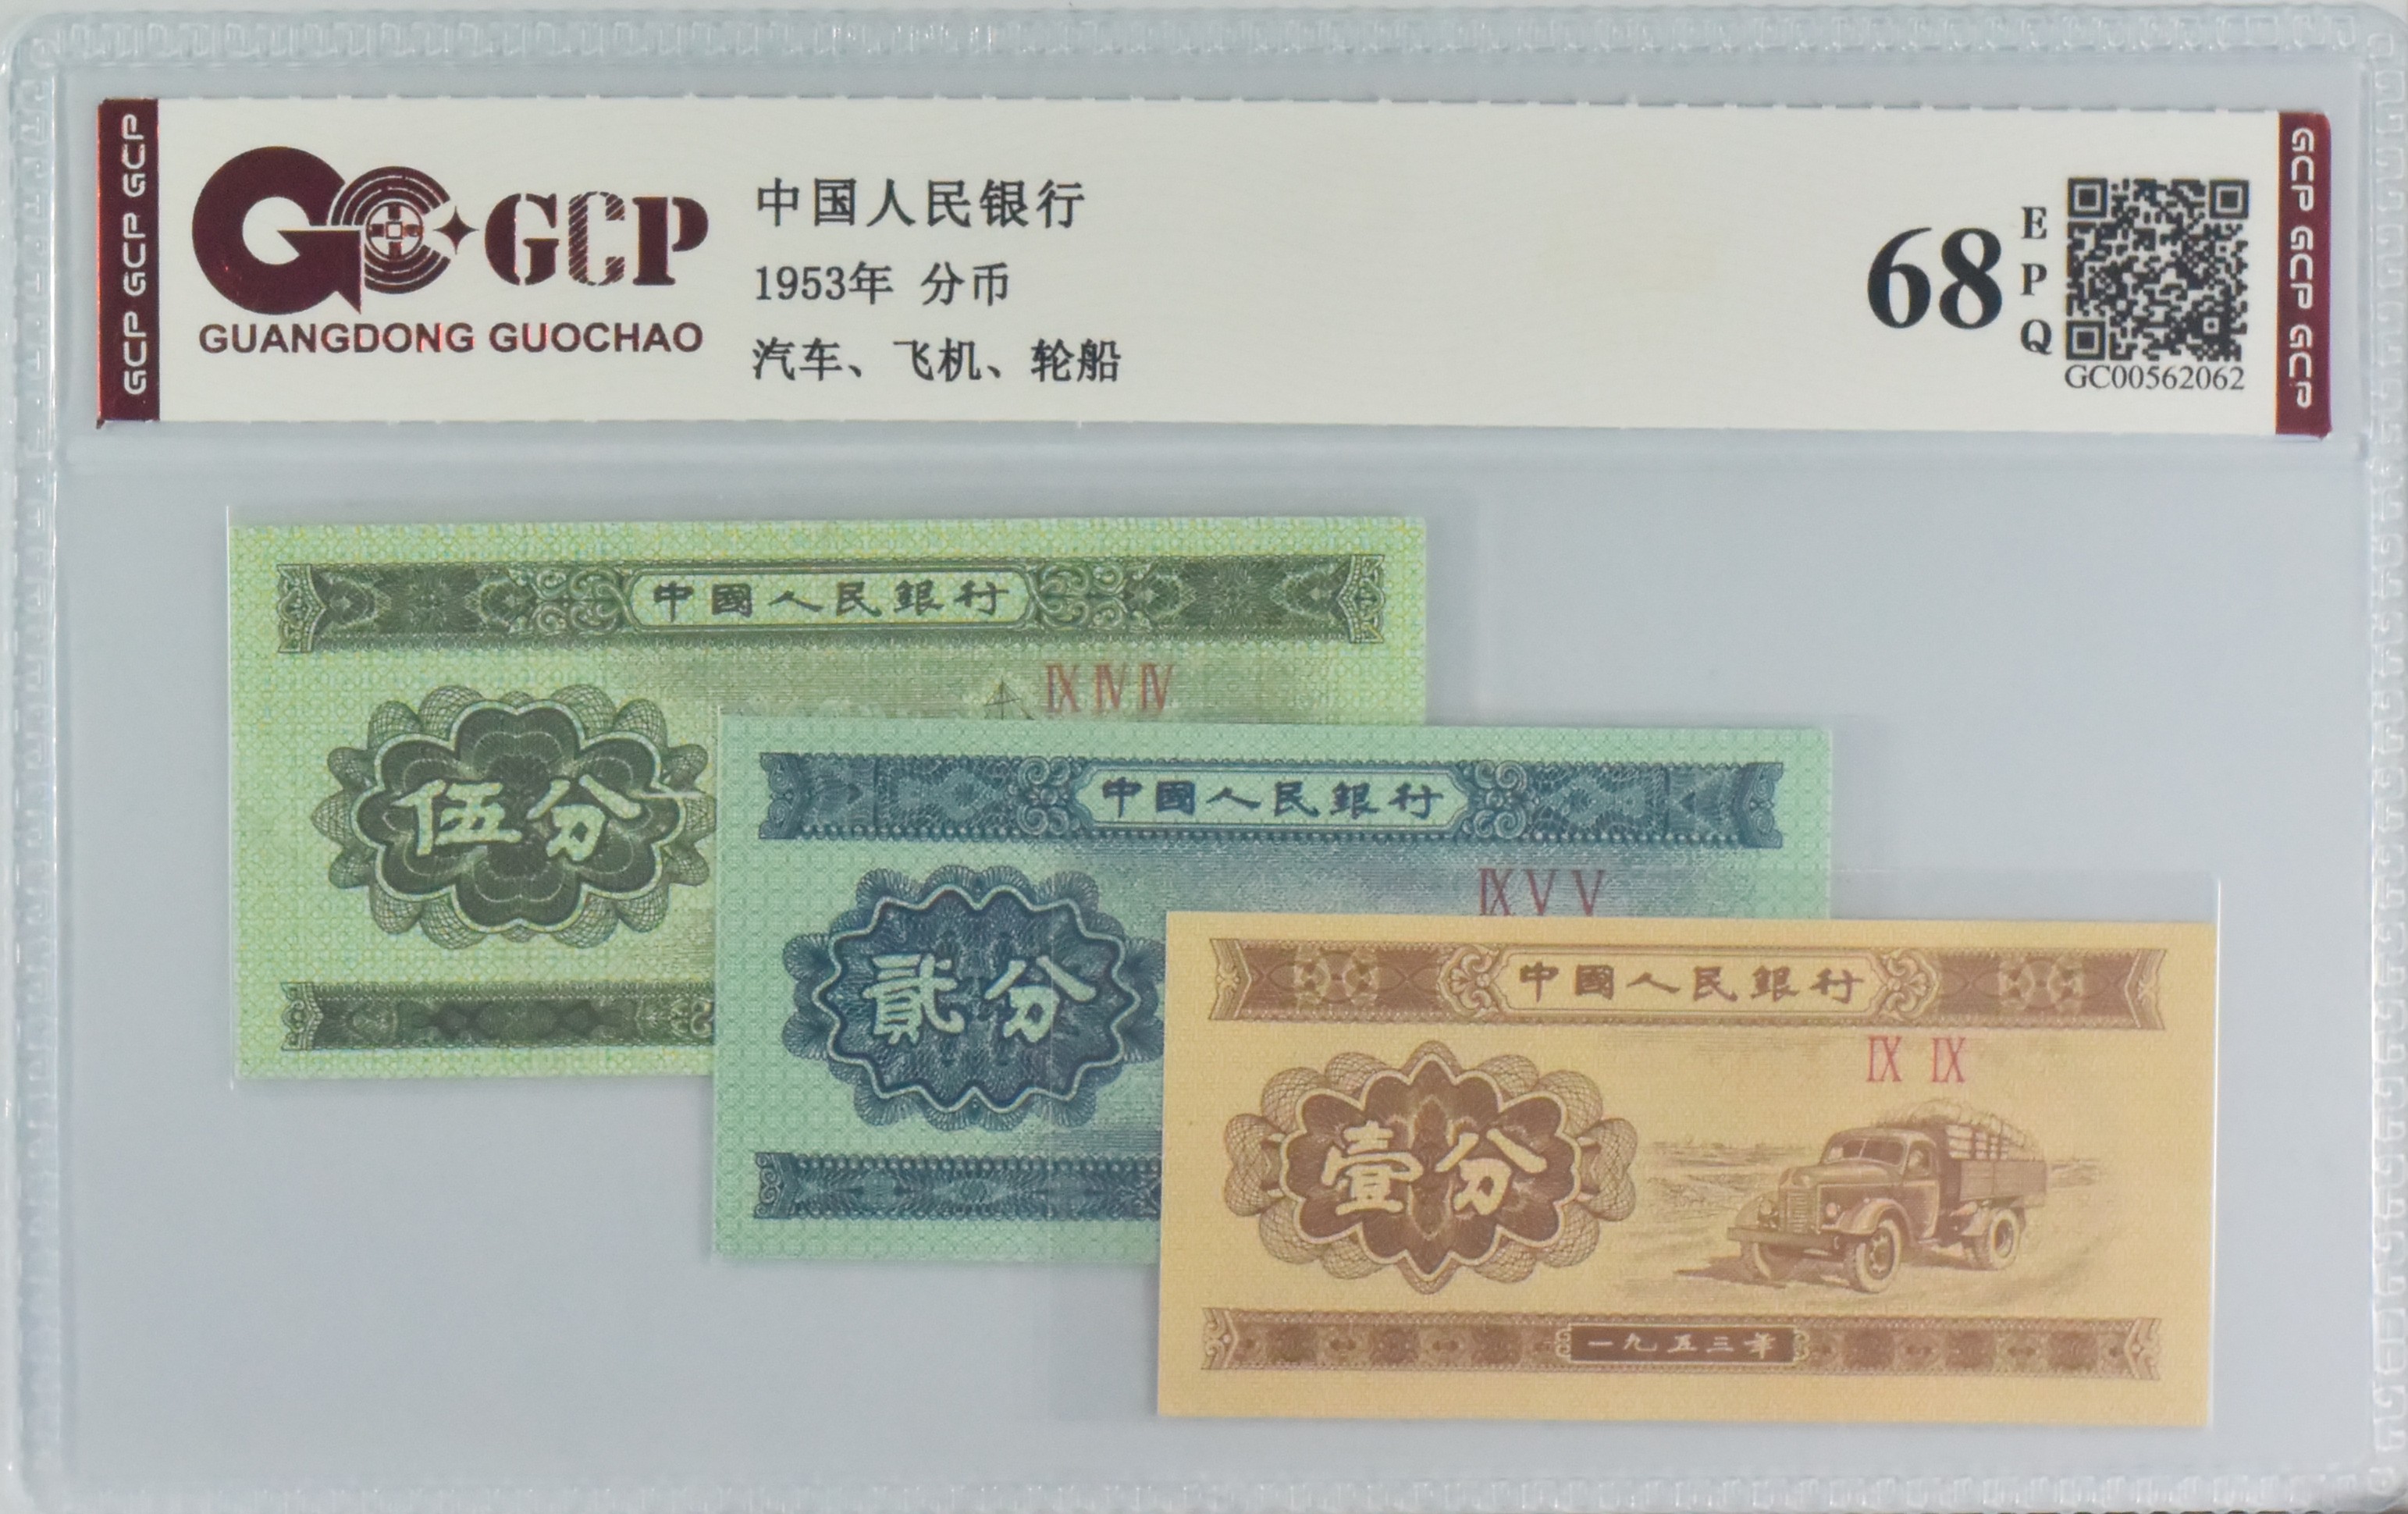 GCP GCP GCP
GCP
GUANGDONG GUOCHAO
中国人民银行
1953年 分币
汽车、飞机、轮船
68
E
P
Q
GC00562062
GCP GCP GCP
中國人民銀行
IX IV IV
伍分
中國人民銀行
IX V V
貳分
中國人民銀行
IX IX
壹分
一九五三年